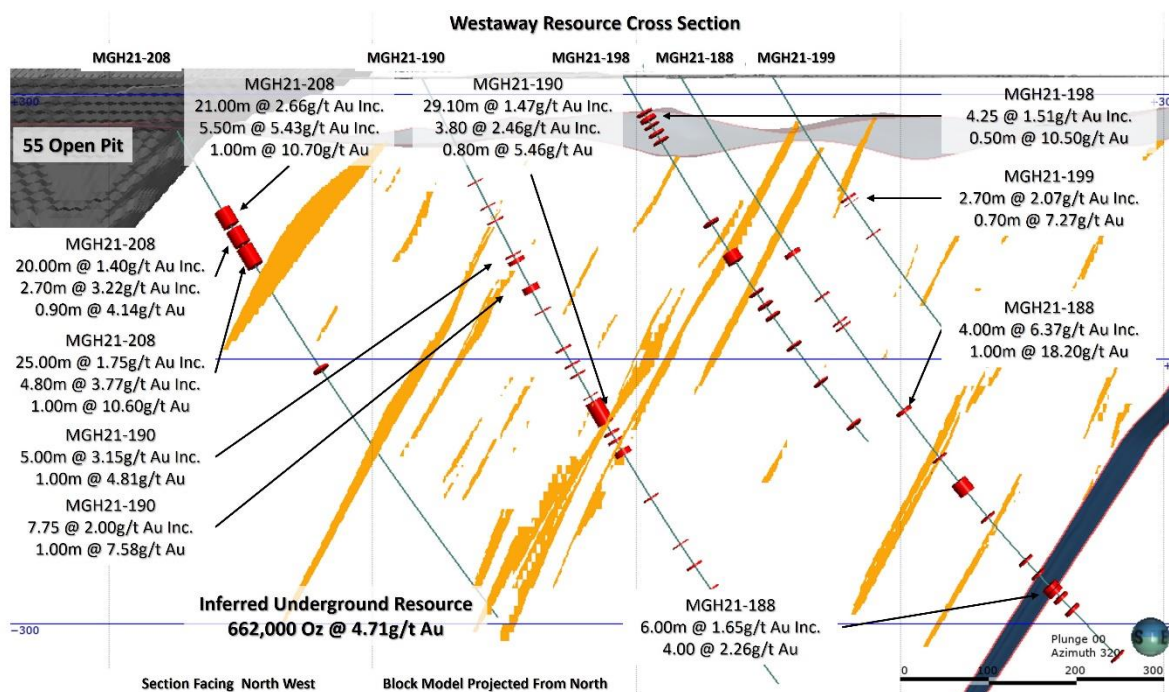 Westaway Resource Cross Section
MGH21-208
MGH21-190
MGH21-198
MGH21-188
MGH21-199
+300
+300
55 Open Pit
MGH21-208
21.00m @ 2.66g/t Au Inc.
5.50m @ 5.43g/t Au Inc.
1.00m @ 10.70g/t Au
MGH21-190
29.10m @ 1.47g/t Au Inc.
3.80m @ 2.46g/t Au Inc.
0.80m @ 5.46g/t Au
MGH21-198
4.25 @ 1.51g/t Au Inc.
0.50m @ 10.50g/t Au
MGH21-199
2.70m @ 2.07g/t Au Inc.
0.70m @ 7.27g/t Au
MGH21-208
20.00m @ 1.40g/t Au Inc.
2.70m @ 3.22g/t Au Inc.
0.90m @ 4.14g/t Au
MGH21-188
4.00m @ 6.37g/t Au Inc.
1.00m @ 18.20g/t Au
MGH21-208
25.00m @ 1.75g/t Au Inc.
4.80m @ 3.77g/t Au Inc.
1.00m @ 10.60g/t Au
MGH21-190
5.00m @ 3.15g/t Au Inc.
1.00m @ 4.81g/t Au
MGH21-190
7.75 @ 2.00g/t Au Inc.
1.00m @ 7.58g/t Au
Inferred Underground Resource
662,000 Oz @ 4.71g/t Au
−300
MGH21-188
6.00m @ 1.65g/t Au Inc.
4.00 @ 2.26g/t Au
Plunge 00
Azimuth 320
S E
0 100 200 300
Section Facing North West
Block Model Projected From North